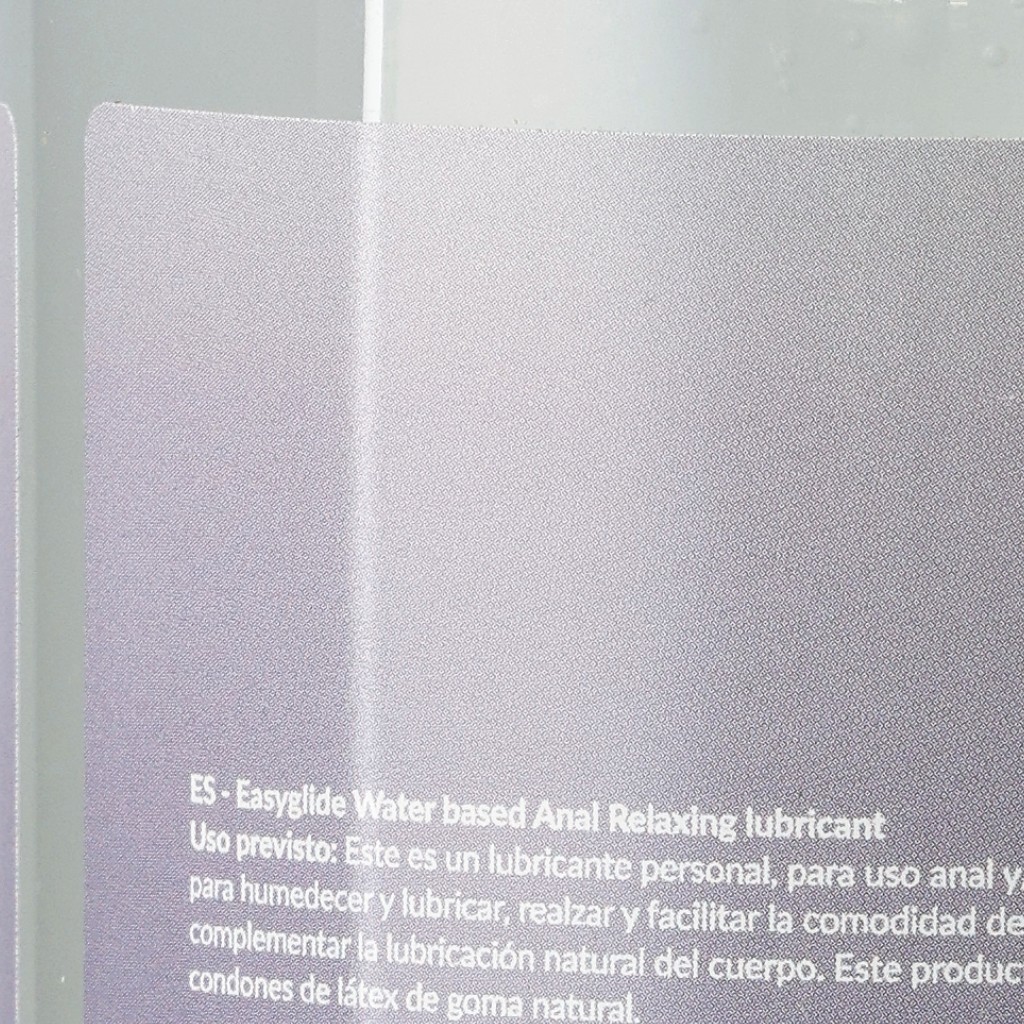 ES - Easyglide Water based Anal Relaxing lubricant
Uso previsto: Este es un lubricante personal, para uso anal y
para humedecer y lubricar, realzar y facilitar la comodidad de
complementar la lubricación natural del cuerpo. Este produc
condones de látex de goma natural.